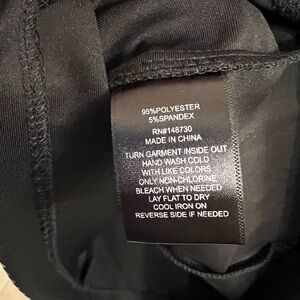 95%POLYESTER
5%SPANDEX
RN#148730
MADE IN CHINA
TURN GARMENT INSIDE OUT
HAND WASH COLD
WITH LIKE COLORS
ONLY NON-CHLORINE
BLEACH WHEN NEEDED
LAY FLAT TO DRY
COOL IRON ON
REVERSE SIDE IF NEEDED